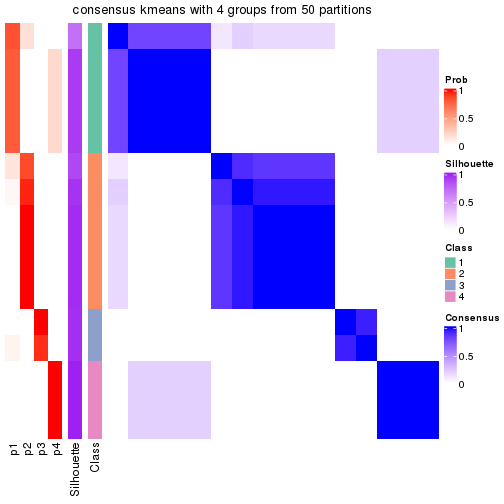 consensus kmeans with 4 groups from 50 partitions
Prob
1
0.5
0
Silhouette
1
0.5
0
Class
1
2
3
4
Consensus
1
0.5
0
p1
p2
p3
p4
Silhouette
Class